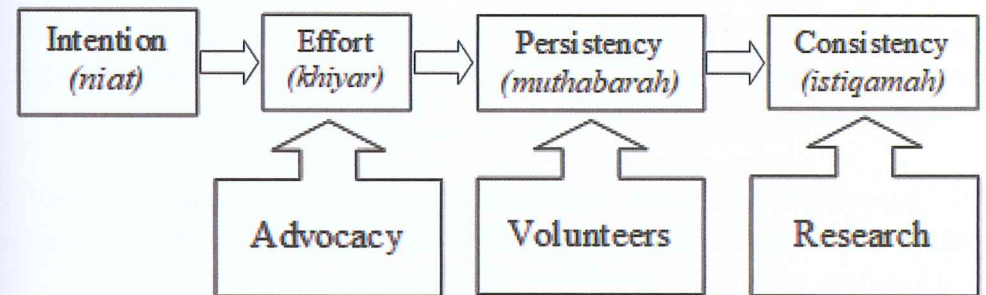 Intention
(niat)
Effort
(khiyar)
Persistency
(muthabarah)
Consistency
(istiqamah)
Advocacy
Volunteers
Research